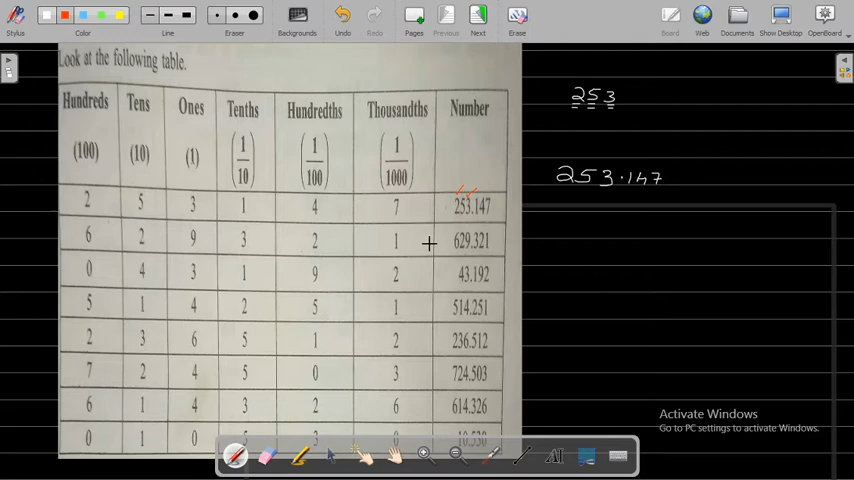 Stylus Color Line Eraser Backgrounds Undo Redo Pages Previous Next Erase Board Web Documents Show Desktop OpenBoard
Look at the following table.
Hundreds Tens Ones Tenths Hundredths Thousandths Number
(100) (10) (1) (1/10) (1/100) (1/1000)
2 5 3 1 4 7 253.147
6 2 9 3 2 1 629.321
0 4 3 1 9 2 43.192
5 1 4 2 5 1 514.251
2 3 6 5 1 2 236.512
7 2 4 5 0 3 724.503
6 1 4 3 2 6 614.326
0 1 0 5 3 0 10.530
253
253.147
Activate Windows
Go to PC settings to activate Windows.